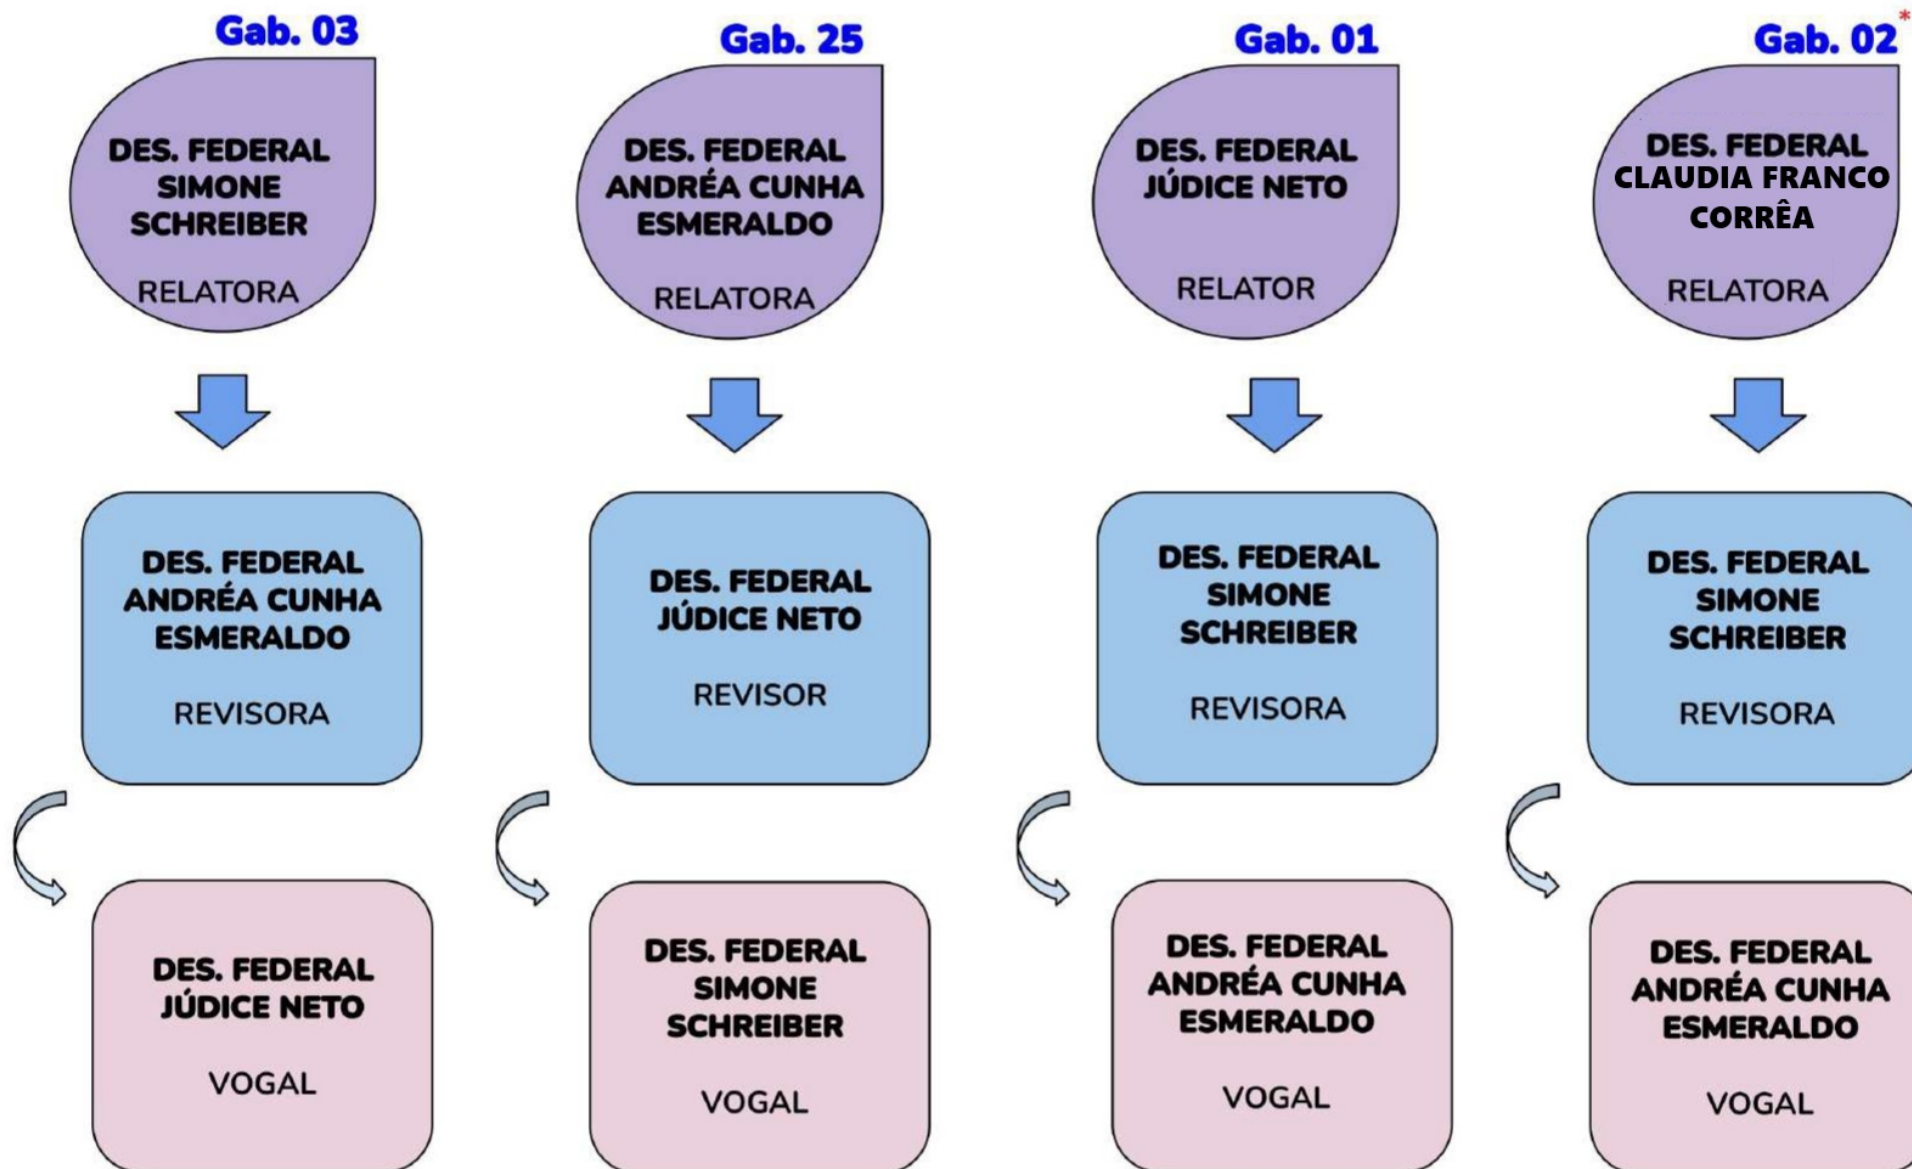 Gab. 03
DES. FEDERAL
SIMONE
SCHREIBER
RELATORA
DES. FEDERAL
ANDRÉA CUNHA
ESMERALDO
REVISORA
DES. FEDERAL
JÚDICE NETO
VOGAL
Gab. 25
DES. FEDERAL
ANDRÉA CUNHA
ESMERALDO
RELATORA
DES. FEDERAL
JÚDICE NETO
REVISOR
DES. FEDERAL
SIMONE
SCHREIBER
VOGAL
Gab. 01
DES. FEDERAL
JÚDICE NETO
RELATOR
DES. FEDERAL
SIMONE
SCHREIBER
REVISORA
DES. FEDERAL
ANDRÉA CUNHA
ESMERALDO
VOGAL
Gab. 02*
DES. FEDERAL
CLAUDIA FRANCO
CORRÊA
RELATORA
DES. FEDERAL
SIMONE
SCHREIBER
REVISORA
DES. FEDERAL
ANDRÉA CUNHA
ESMERALDO
VOGAL